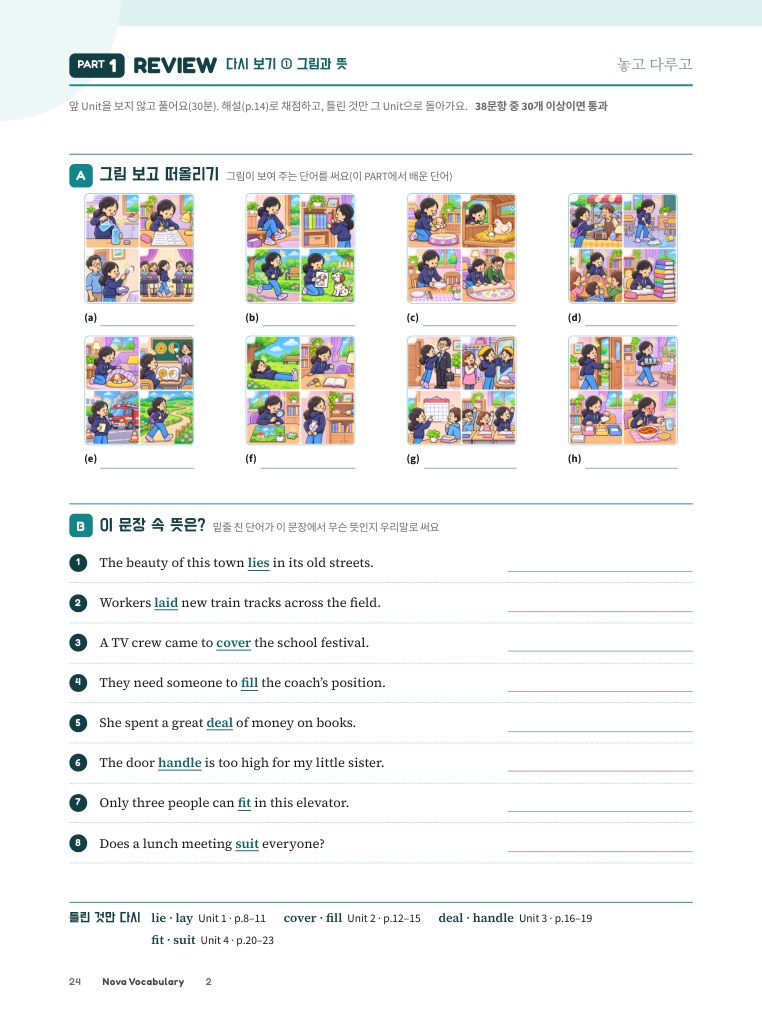 PART 1 REVIEW 다시 보기 ① 그림과 뜻
놓고 다루고
앞 Unit을 보지 않고 풀어요(30분). 해설(p.14)로 채점하고, 틀린 것만 그 Unit으로 돌아가요. 38문항 중 30개 이상이면 통과
A 그림 보고 떠올리기 그림이 보여 주는 단어를 써요(이 PART에서 배운 단어)
(a) (b) (c) (d)
(e) (f) (g) (h)
B 이 문장 속 뜻은? 밑줄 친 단어가 이 문장에서 무슨 뜻인지 우리말로 써요
1 The beauty of this town lies in its old streets.
2 Workers laid new train tracks across the field.
3 A TV crew came to cover the school festival.
4 They need someone to fill the coach's position.
5 She spent a great deal of money on books.
6 The door handle is too high for my little sister.
7 Only three people can fit in this elevator.
8 Does a lunch meeting suit everyone?
틀린 것만 다시 lie · lay Unit 1 · p.8–11 cover · fill Unit 2 · p.12–15 deal · handle Unit 3 · p.16–19
fit · suit Unit 4 · p.20–23
24 Nova Vocabulary 2